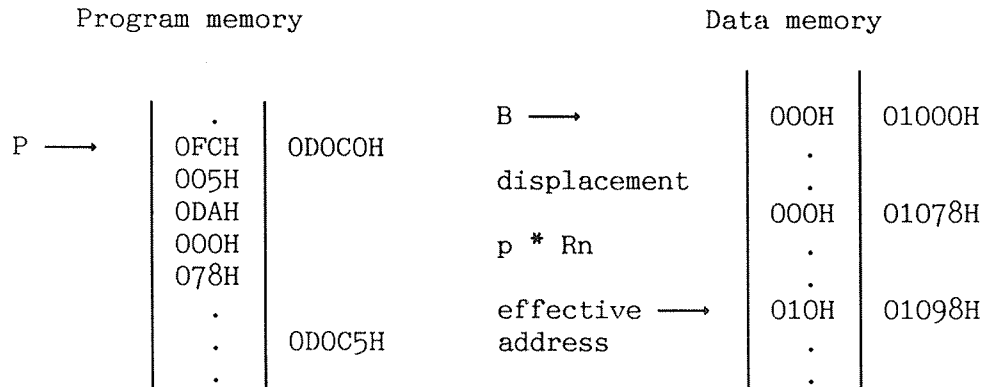 Program memory
Data memory
.
P → 0FCH 0D0C0H
005H
0DAH
000H
078H
.
. 0D0C5H
.
B → 000H 01000H
.
displacement .
000H 01078H
p * Rn .
.
effective → 010H 01098H
address .
.